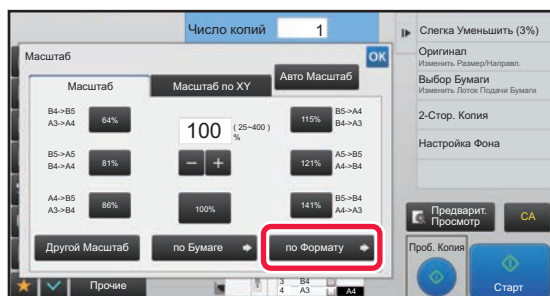 Число копий 1
Масштаб
OK
Масштаб
Масштаб по XY
Авто Масштаб
B4->B5
A3->A4
64%
100 (25~400) %
115%
B5->A4
B4->A3
B5->A5
B4->A4
81%
121%
A5->B5
A4->B4
A4->B5
A3->B4
86%
100%
141%
B5->B4
A4->A3
Другой Масштаб
по Бумаге
по Формату
Прочие
3 B4
4 A3
A4
Слегка Уменьшить (3%)
Оригинал
Изменить Размер/Направл.
Выбор Бумаги
Изменить Лоток Подачи Бумаги
2-Стор. Копия
Настройка Фона
Предварит.
Просмотр
CA
Проб. Копия
Старт